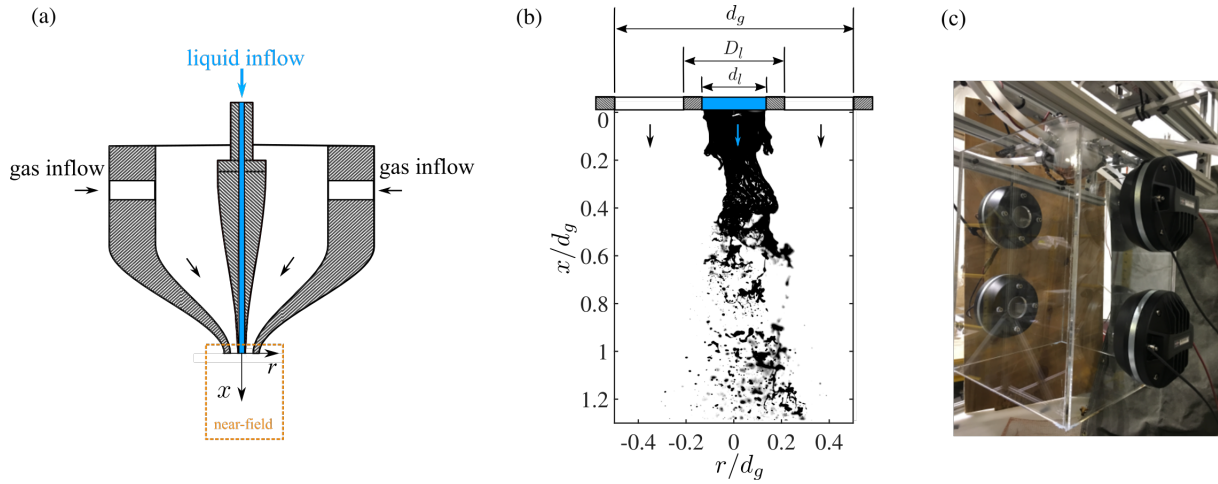 (a)
liquid inflow
gas inflow
gas inflow
r
x
near-field
(b)
d_g
D_l
d_l
0
0.2
0.4
0.6
0.8
1
1.2
x/d_g
-0.4
-0.2
0
0.2
0.4
r/d_g
(c)